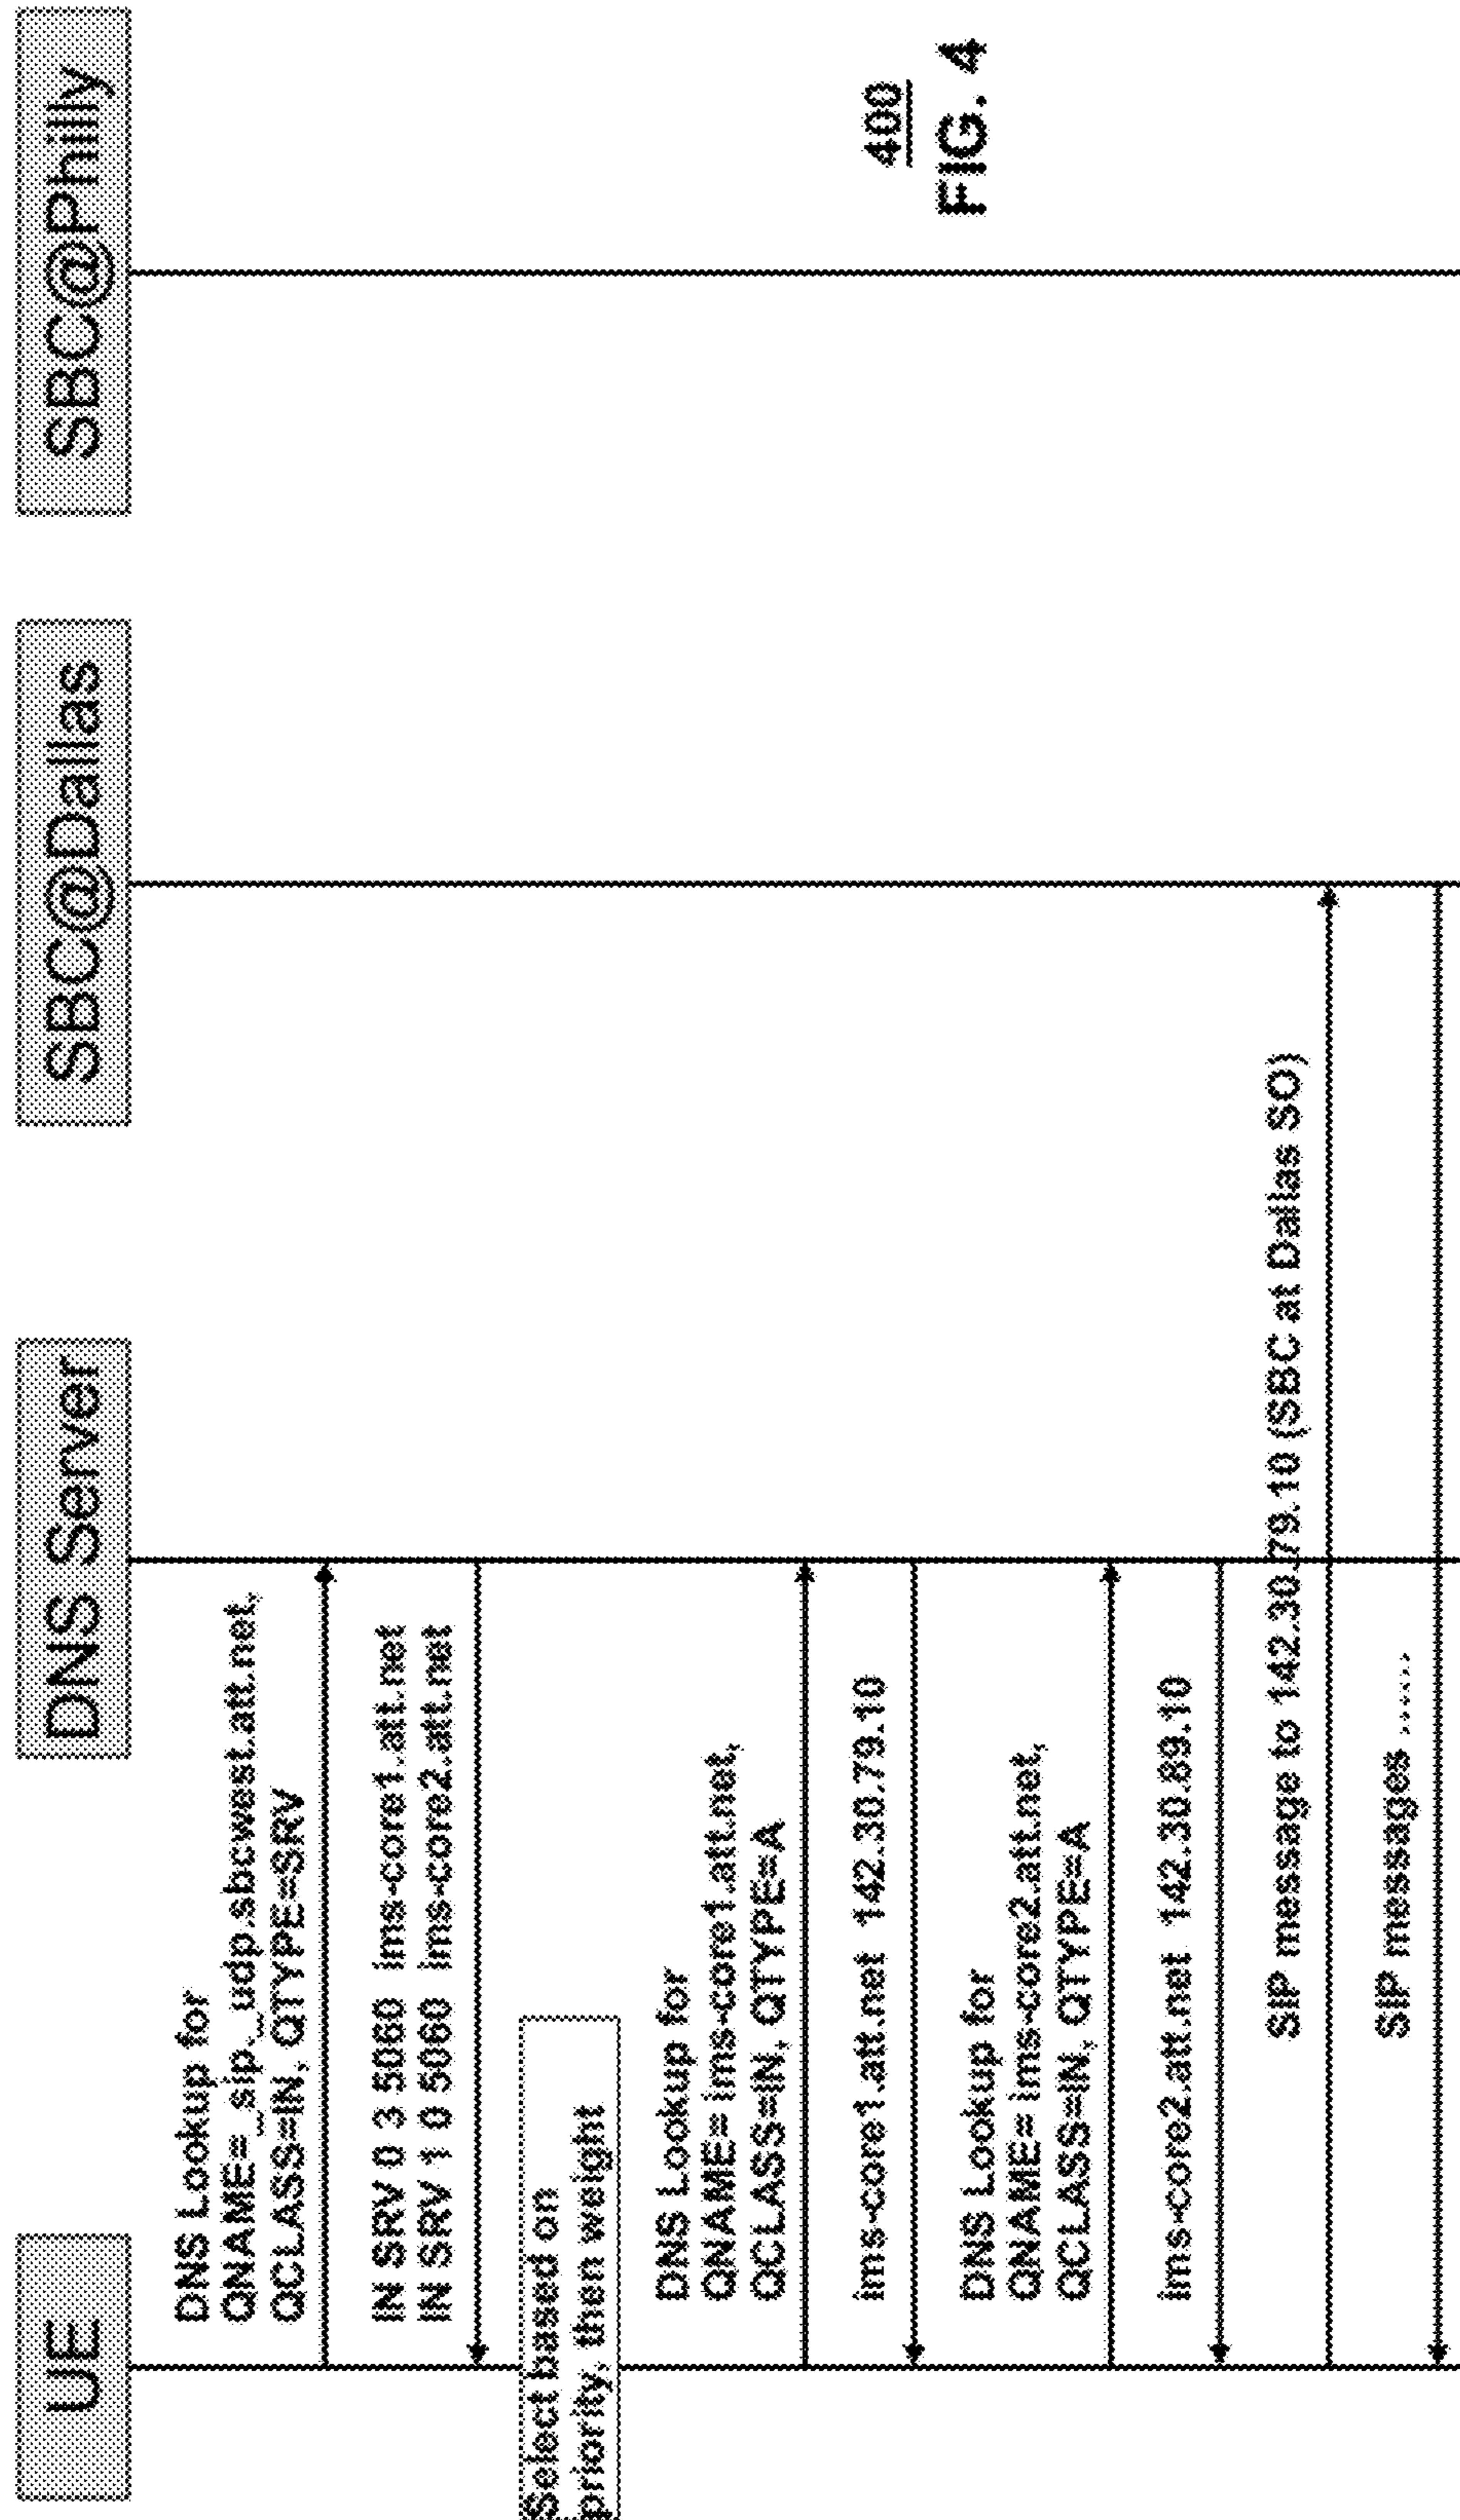 UE
DNS Server
SBC@Dallas
SBC@Philly
DNS Lookup for
QNAME=_sip._udp.sbcwest.att.net,
QCLASS=IN, QTYPE=SRV
IN SRV 0 3 5060 ims-core1.att.net
IN SRV 1 0 5060 ims-core2.att.net
Select based on
priority, then weight
DNS Lookup for
QNAME= ims-core1.att.net,
QCLASS=IN, QTYPE=A
ims-core1.att.net 142.30.79.10
DNS Lookup for
QNAME= ims-core2.att.net,
QCLASS=IN, QTYPE=A
ims-core2.att.net 142.30.89.10
SIP message to 142.30.79.10 (SBC at Dallas SO)
SIP messages ......
400
FIG. 4